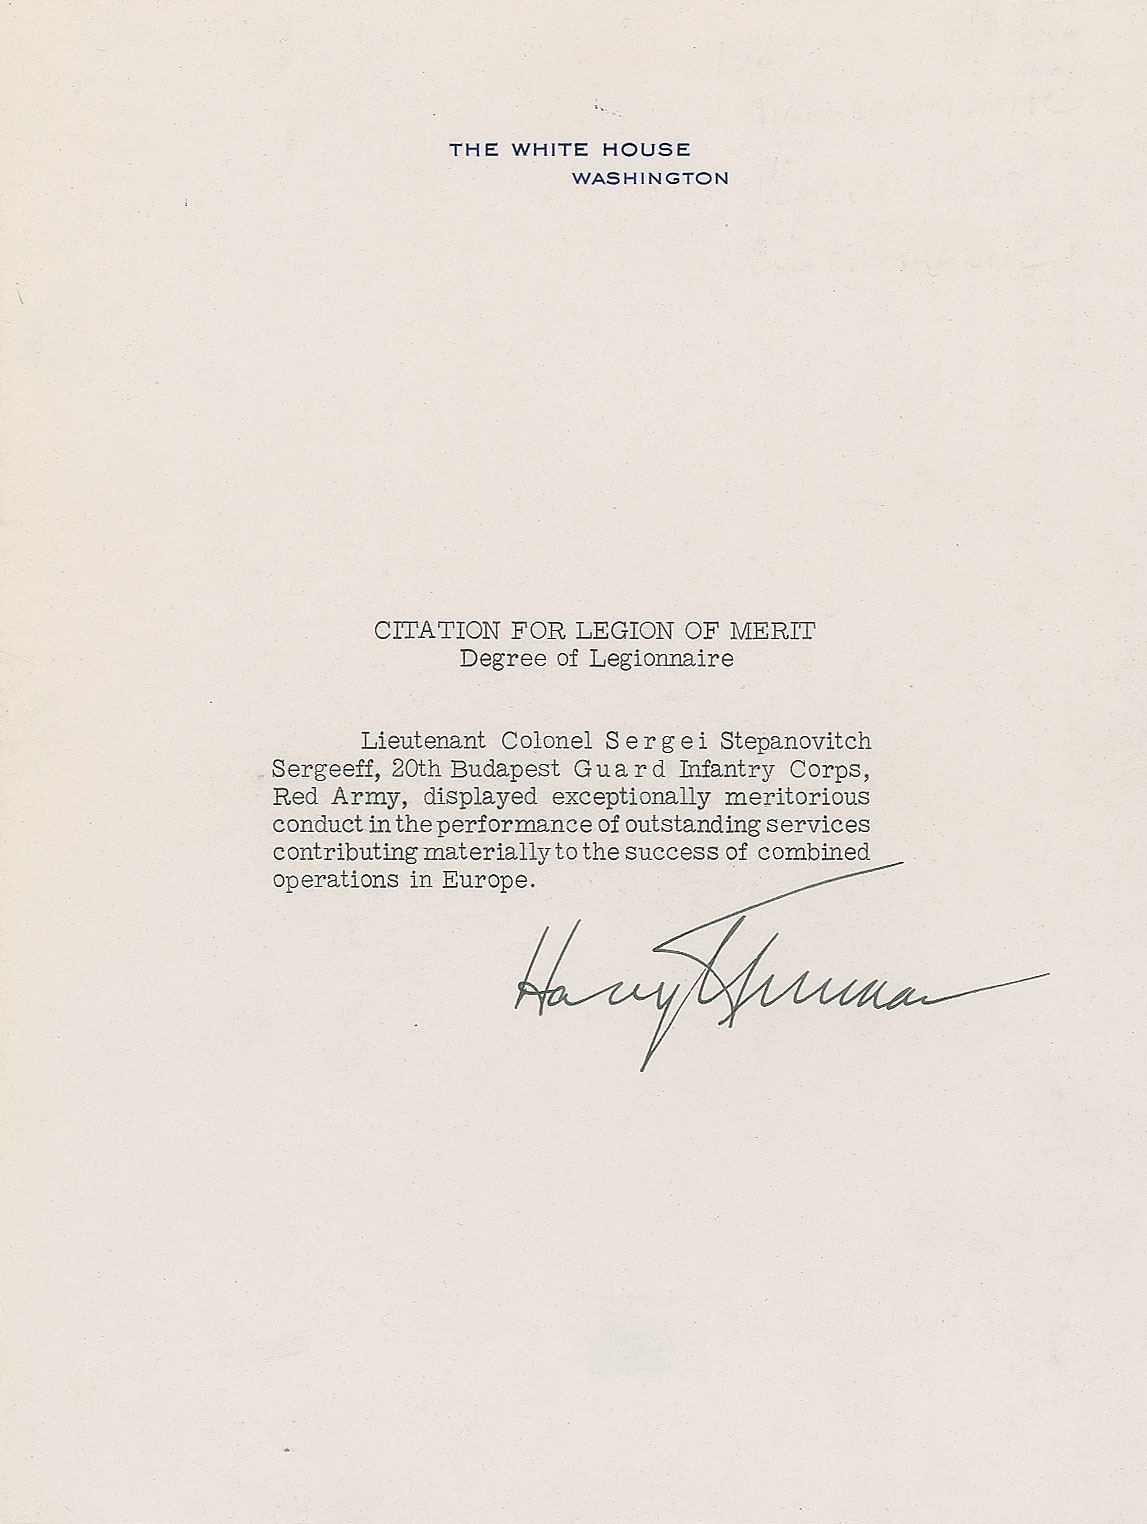 THE WHITE HOUSE
WASHINGTON
CITATION FOR LEGION OF MERIT
Degree of Legionnaire
Lieutenant Colonel Sergei Stepanovitch
Sergeeff, 20th Budapest Guard Infantry Corps,
Red Army, displayed exceptionally meritorious
conduct in the performance of outstanding services
contributing materially to the success of combined
operations in Europe.
Harry S Truman